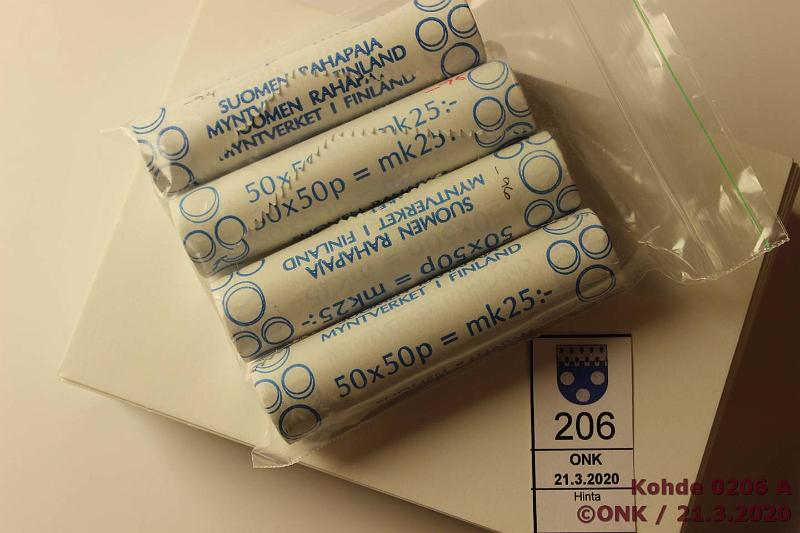 SUOMEN RAHAPAJA
MYNTVERKET I FINLAND
SUOMEN RAHAPAJA
MYNTVERKET I FINLAND
mk25:-
50x50p = mk25:-
-96
SUOMEN RAHAPAJA
MYNTVERKET I FINLAND
50x50p = mk25:-
MYNTVERKET I FINLAND
50x50p = mk25:-
206
ONK
21.3.2020
Hinta
Kohde 0206 A
©ONK / 21.3.2020